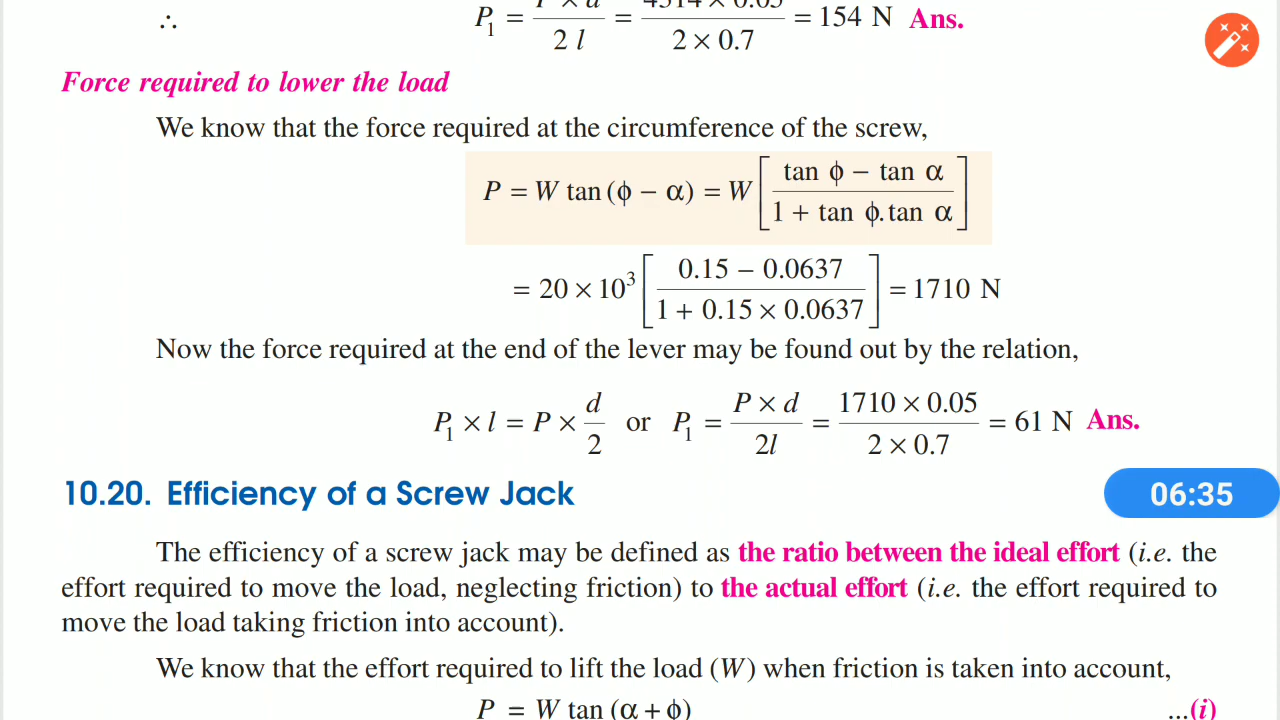 ∴ P₁ = P × d / 2 l = 4314 × 0.05 / 2 × 0.7 = 154 N Ans.
Force required to lower the load
We know that the force required at the circumference of the screw,
P = W tan (ϕ − α) = W [ tan ϕ − tan α / 1 + tan ϕ. tan α ]
= 20 × 10³ [ 0.15 − 0.0637 / 1 + 0.15 × 0.0637 ] = 1710 N
Now the force required at the end of the lever may be found out by the relation,
P₁ × l = P × d / 2 or P₁ = P × d / 2l = 1710 × 0.05 / 2 × 0.7 = 61 N Ans.
10.20. Efficiency of a Screw Jack
06:35
The efficiency of a screw jack may be defined as the ratio between the ideal effort (i.e. the
effort required to move the load, neglecting friction) to the actual effort (i.e. the effort required to
move the load taking friction into account).
We know that the effort required to lift the load (W) when friction is taken into account,
P = W tan (α + ϕ) ...(i)